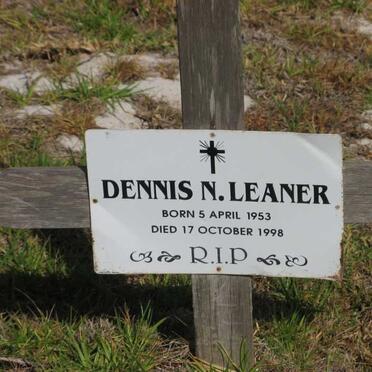 DENNIS N. LEANER
BORN 5 APRIL 1953
DIED 17 OCTOBER 1998
R.I.P